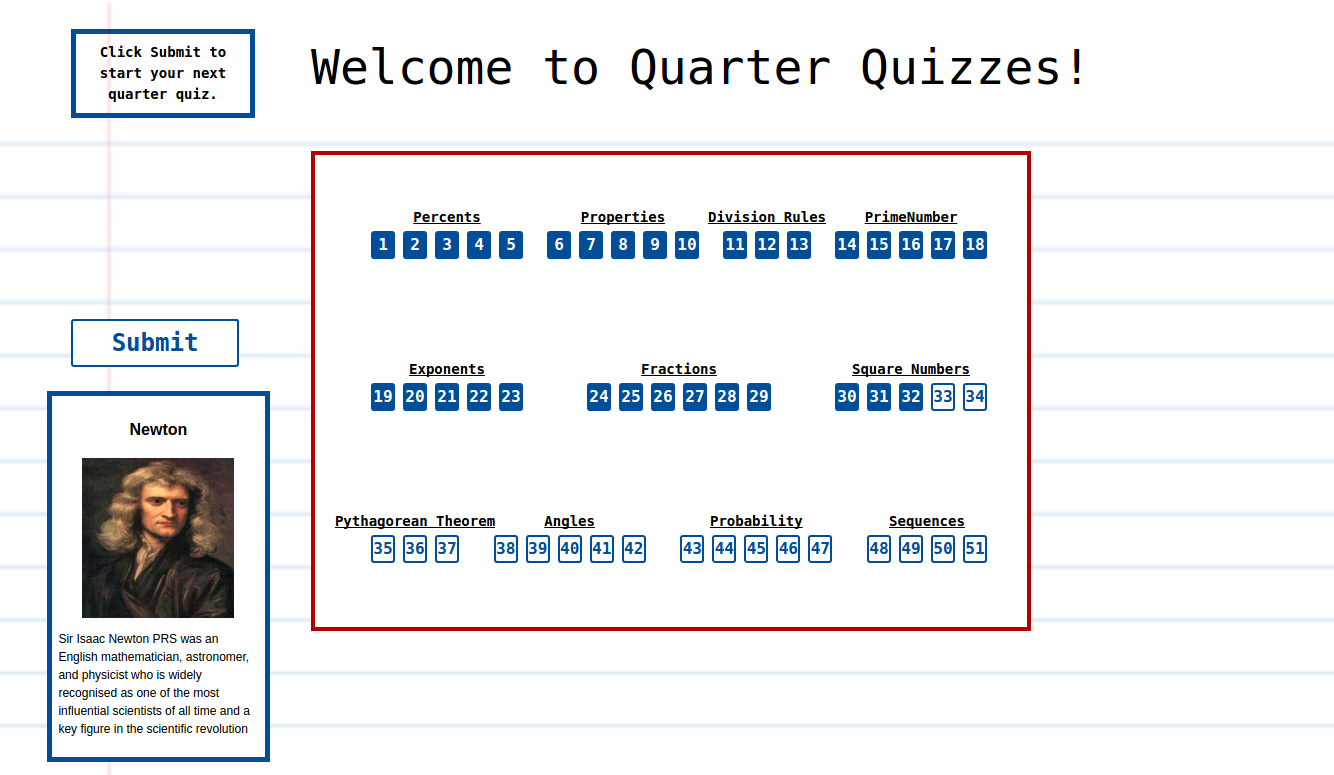 Click Submit to
start your next
quarter quiz.
Welcome to Quarter Quizzes!
Percents Properties Division Rules PrimeNumber
1 2 3 4 5 6 7 8 9 10 11 12 13 14 15 16 17 18
Submit
Exponents Fractions Square Numbers
19 20 21 22 23 24 25 26 27 28 29 30 31 32 33 34
Newton
Pythagorean Theorem Angles Probability Sequences
35 36 37 38 39 40 41 42 43 44 45 46 47 48 49 50 51
Sir Isaac Newton PRS was an
English mathematician, astronomer,
and physicist who is widely
recognised as one of the most
influential scientists of all time and a
key figure in the scientific revolution